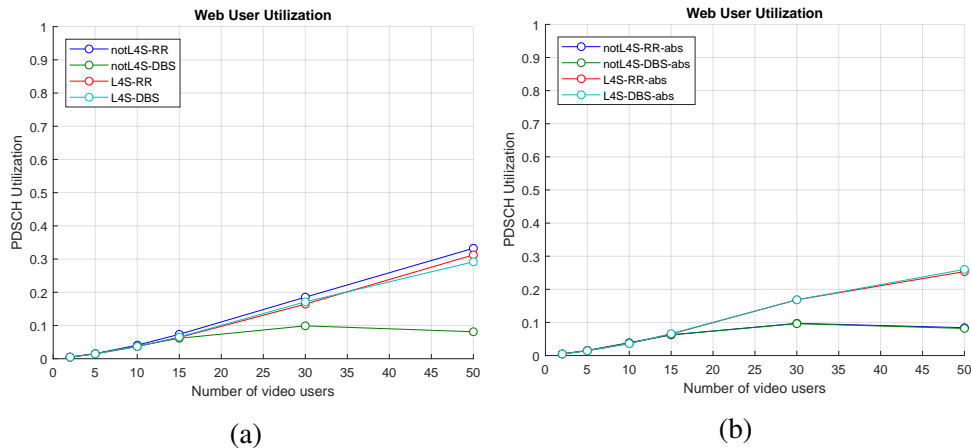 Web User Utilization
notL4S-RR
notL4S-DBS
L4S-RR
L4S-DBS
PDSCH Utilization
1
0.9
0.8
0.7
0.6
0.5
0.4
0.3
0.2
0.1
0
0 5 10 15 20 25 30 35 40 45 50
Number of video users
(a)
Web User Utilization
notL4S-RR-abs
notL4S-DBS-abs
L4S-RR-abs
L4S-DBS-abs
PDSCH Utilization
1
0.9
0.8
0.7
0.6
0.5
0.4
0.3
0.2
0.1
0
0 5 10 15 20 25 30 35 40 45 50
Number of video users
(b)